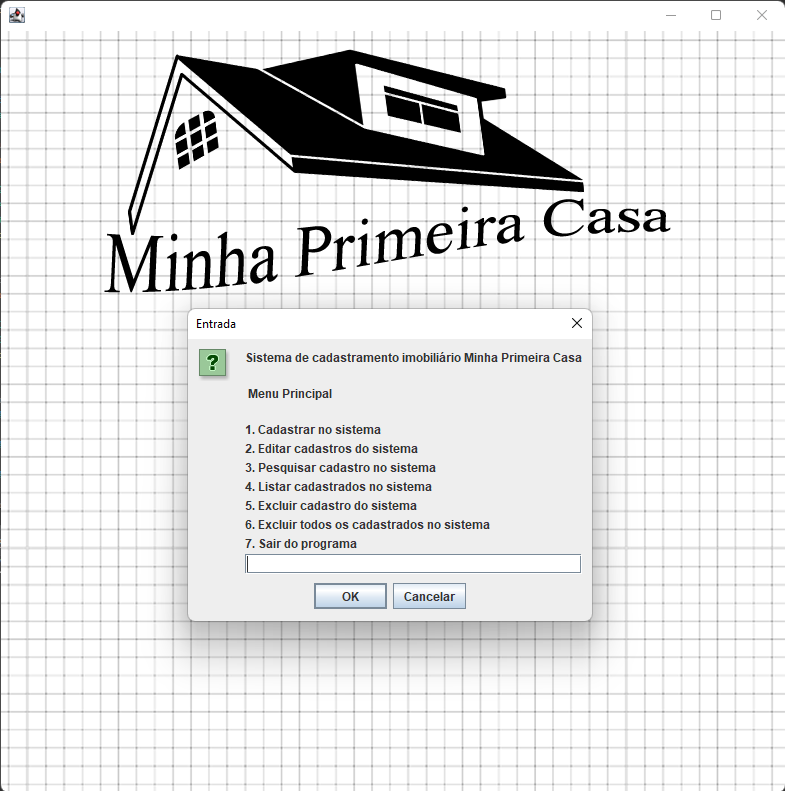 Minha Primeira Casa
Entrada
?
Sistema de cadastramento imobiliário Minha Primeira Casa
Menu Principal
1. Cadastrar no sistema
2. Editar cadastros do sistema
3. Pesquisar cadastro no sistema
4. Listar cadastrados no sistema
5. Excluir cadastro do sistema
6. Excluir todos os cadastrados no sistema
7. Sair do programa
OK Cancelar